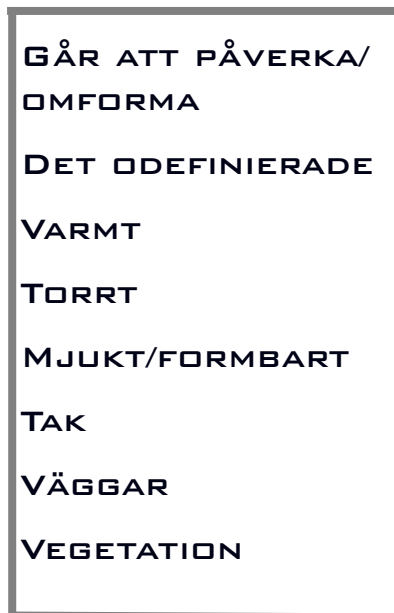 Går att påverka/
omforma
Det odefinierade
Varmt
Torrt
Mjukt/formbart
Tak
Väggar
Vegetation